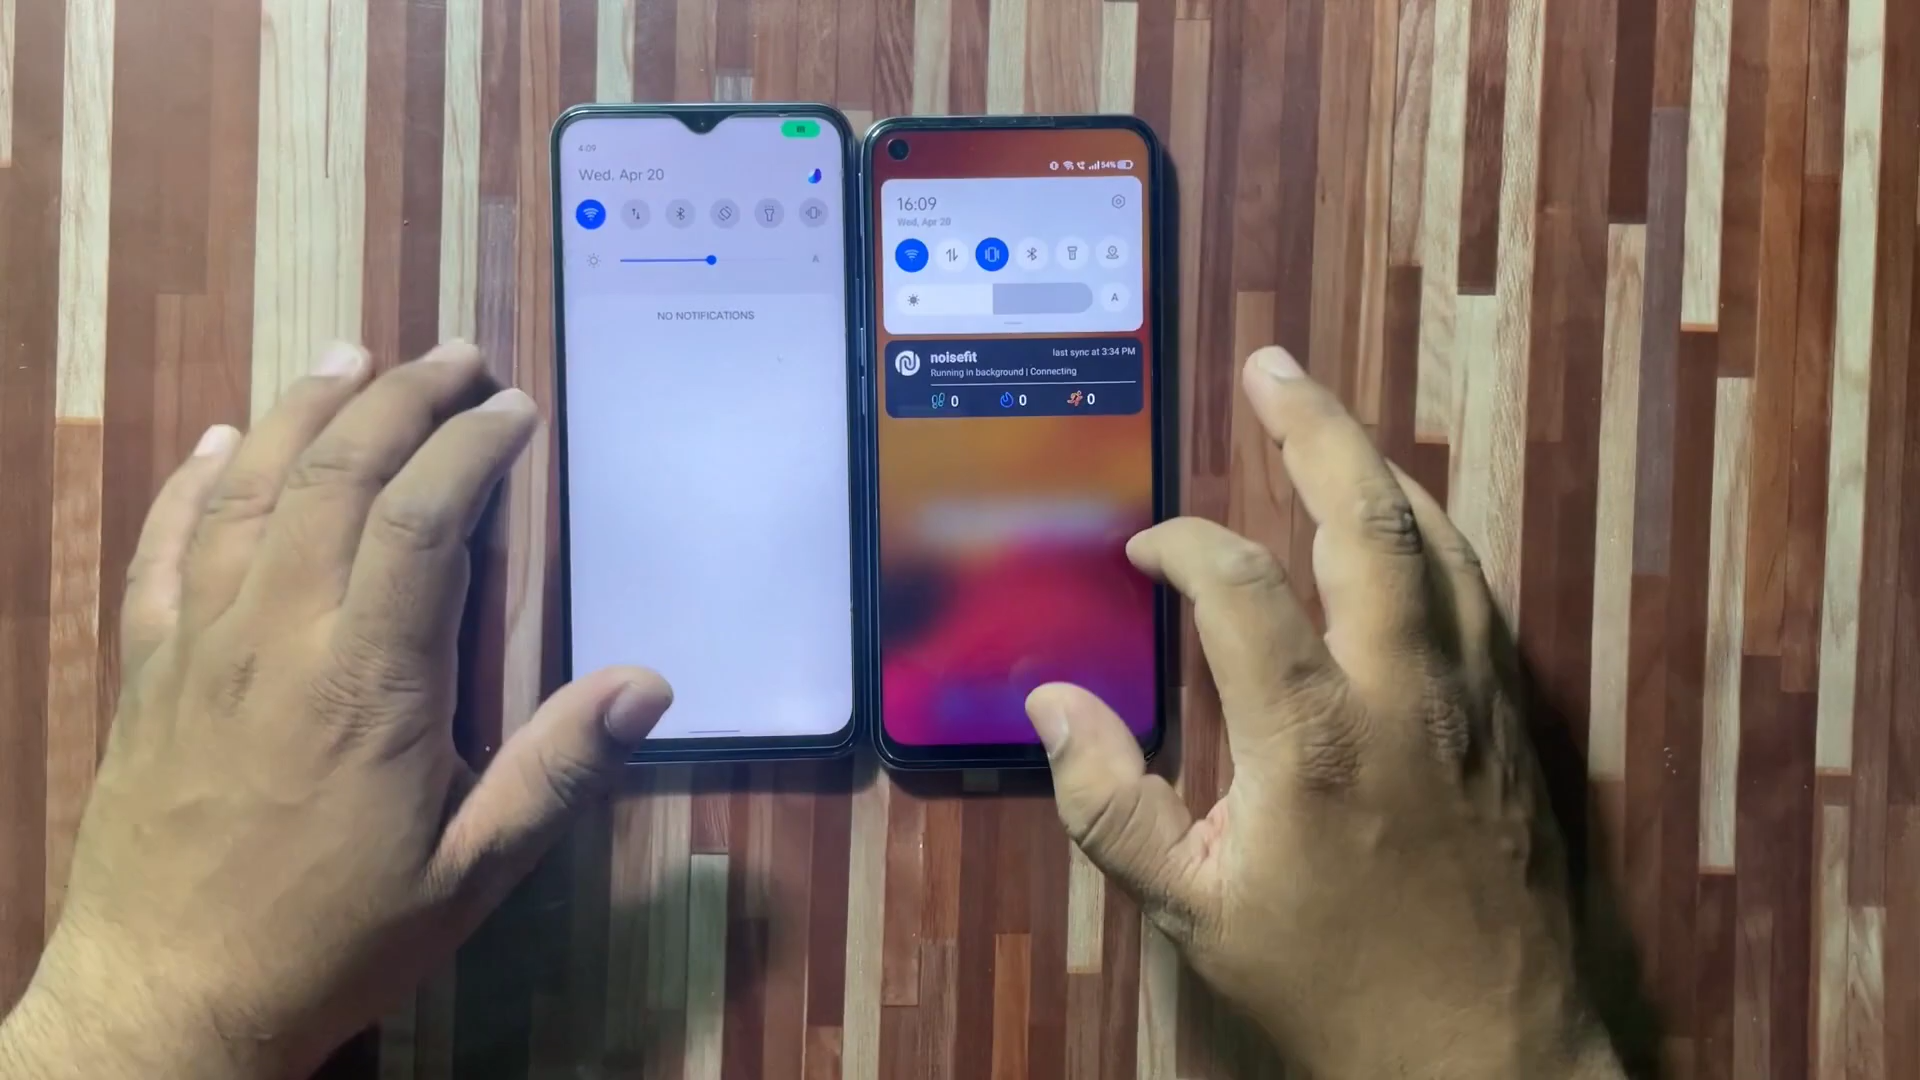 4:09
Wed, Apr 20
A
NO NOTIFICATIONS
54%
16:09
Wed, Apr 20
A
noisefit
last sync at 3:34 PM
Running in background | Connecting
0 0 0